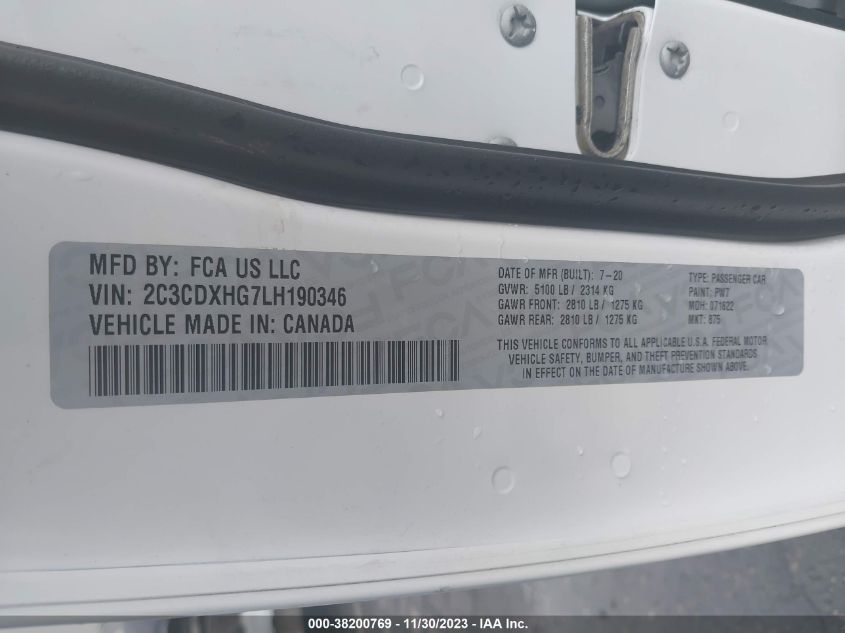 MFD BY: FCA US LLC
VIN: 2C3CDXHG7LH190346
VEHICLE MADE IN: CANADA
DATE OF MFR (BUILT): 7-20
GVWR: 5100 LB / 2314 KG
GAWR FRONT: 2810 LB / 1275 KG
GAWR REAR: 2810 LB / 1275 KG
TYPE: PASSENGER CAR
PAINT: PW7
MDH: 071622
MKT: 875
THIS VEHICLE CONFORMS TO ALL APPLICABLE U.S.A. FEDERAL MOTOR
VEHICLE SAFETY, BUMPER, AND THEFT PREVENTION STANDARDS
IN EFFECT ON THE DATE OF MANUFACTURE SHOWN ABOVE.
000-38200769 - 11/30/2023 - IAA Inc.